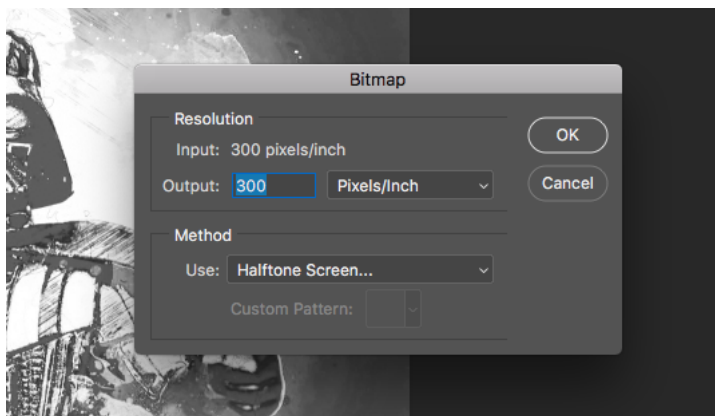 Bitmap
Resolution
Input: 300 pixels/inch
Output: 300 Pixels/Inch
OK
Cancel
Method
Use: Halftone Screen...
Custom Pattern: